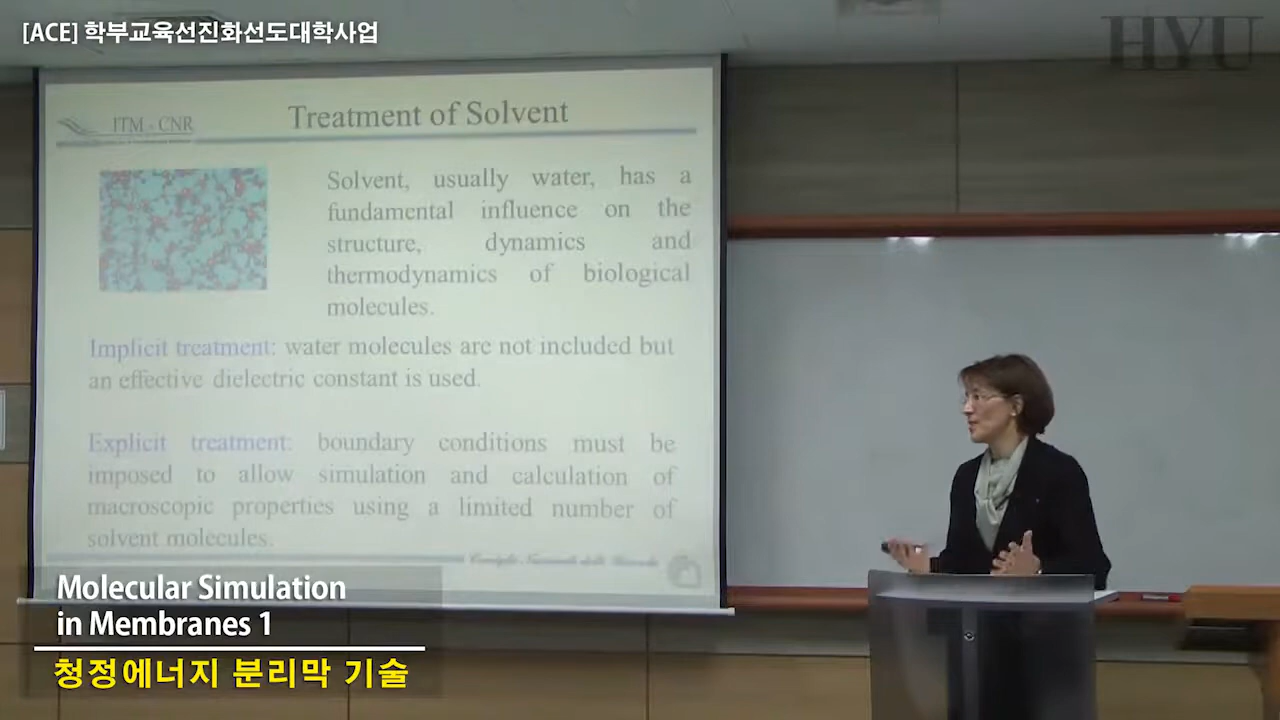 [ACE] 학부교육선진화선도대학사업
HYU
ITM - CNR
Treatment of Solvent
Solvent, usually water, has a
fundamental influence on the
structure, dynamics and
thermodynamics of biological
molecules.
Implicit treatment: water molecules are not included but
an effective dielectric constant is used.
Explicit treatment: boundary conditions must be
imposed to allow simulation and calculation of
macroscopic properties using a limited number of
solvent molecules.
Consiglio Nazionale delle Ricerche
Molecular Simulation
in Membranes 1
청정에너지 분리막 기술